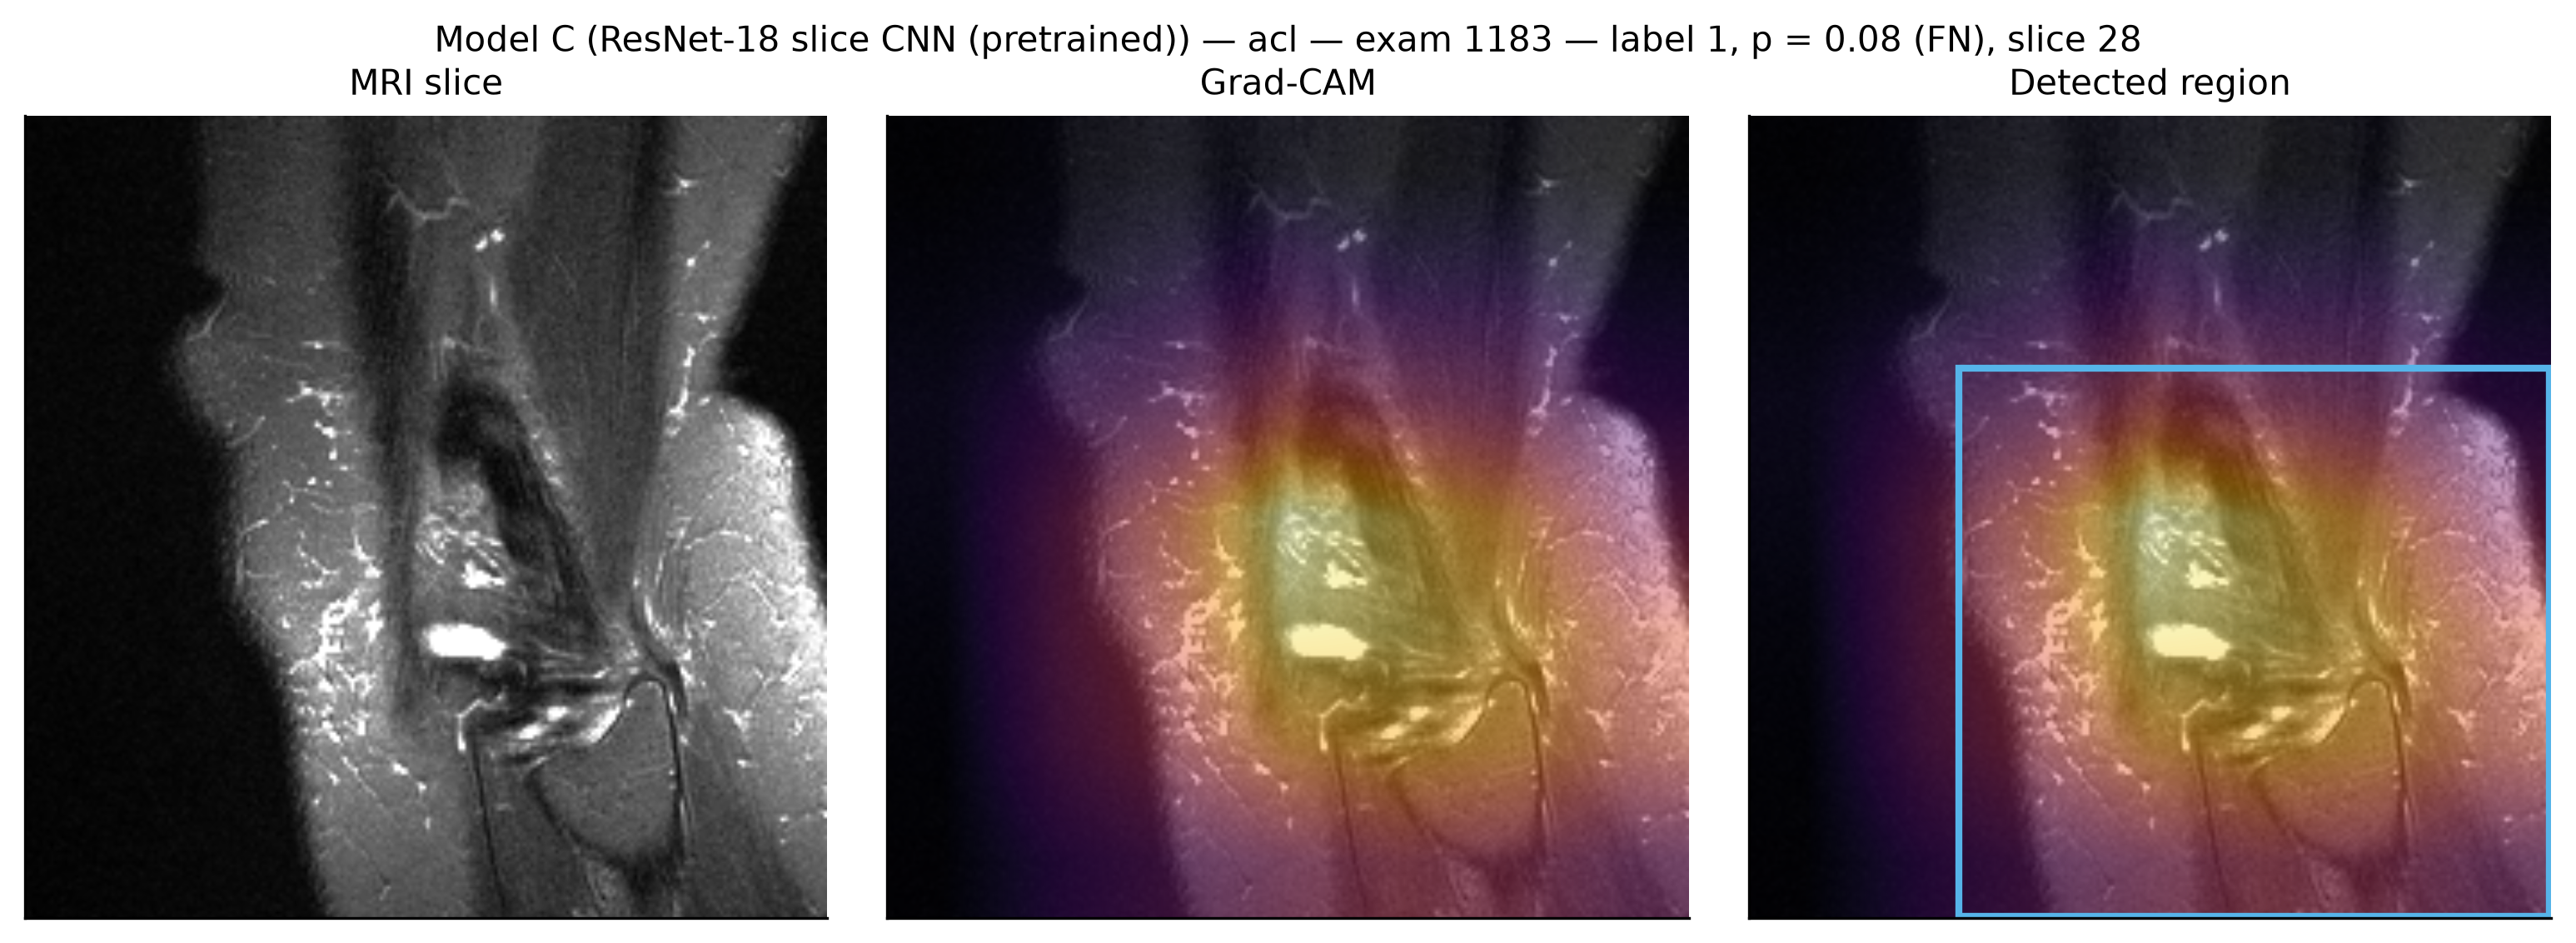 Model C (ResNet-18 slice CNN (pretrained)) — acl — exam 1183 — label 1, p = 0.08 (FN), slice 28
MRI slice
Grad-CAM
Detected region